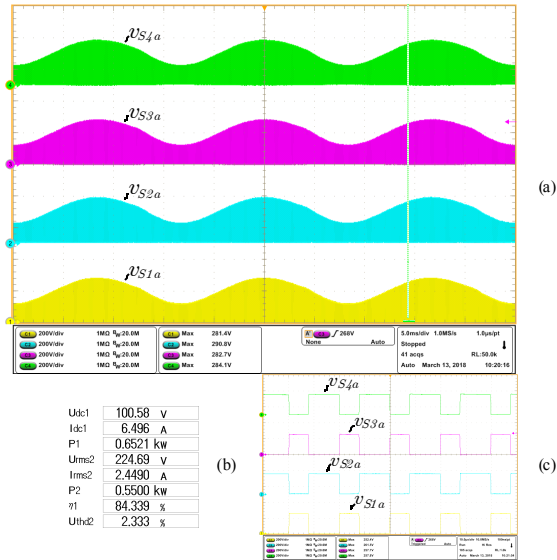 vS4a
vS3a
vS2a
vS1a
(a)
C1 200V/div 1MΩ BW:20.0M
C2 200V/div 1MΩ BW:20.0M
C3 200V/div 1MΩ BW:20.0M
C4 200V/div 1MΩ BW:20.0M
C1 Max 281.4V
C2 Max 290.8V
C3 Max 282.7V
C4 Max 284.1V
268V
None Auto
5.0ms/div 1.0MS/s 1.0µs/pt
Stopped
41 acqs RL:50.0k
Auto March 13, 2018 10:20:16
Udc1 100.58 V
Idc1 6.496 A
P1 0.6521 kW
Urms2 224.69 V
Irms2 2.4490 A
P2 0.5500 kW
η1 84.339 %
Uthd2 2.333 %
(b)
vS4a
vS3a
vS2a
vS1a
(c)